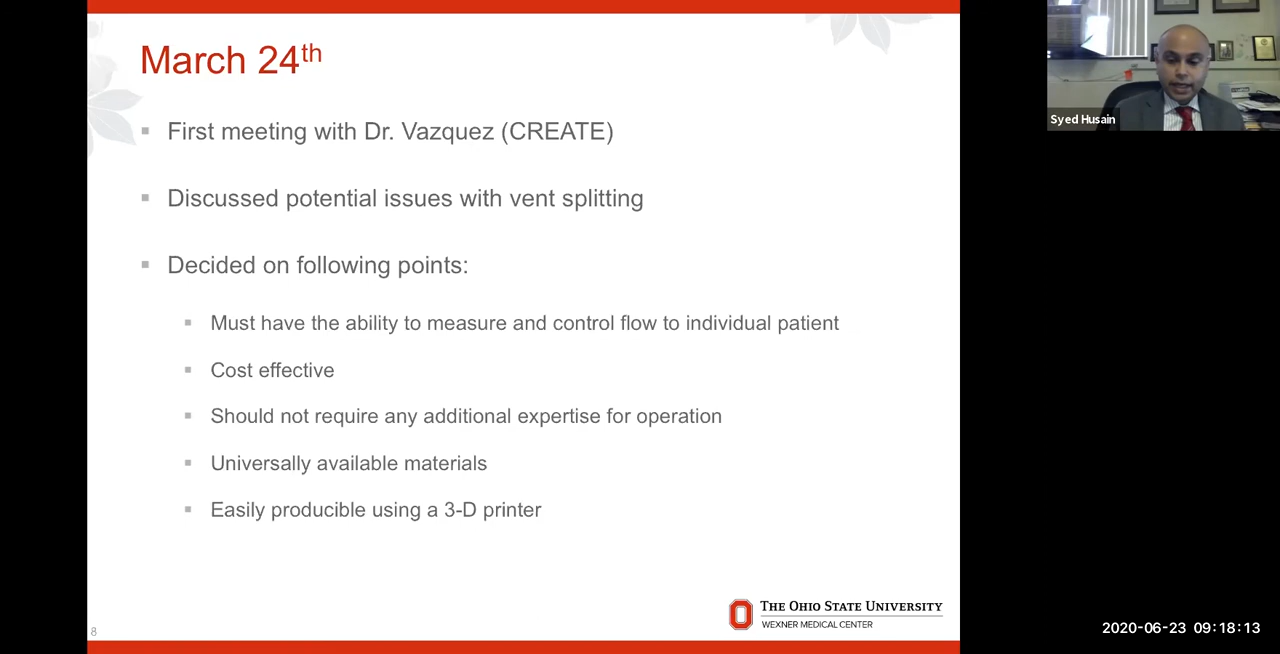 March 24th
First meeting with Dr. Vazquez (CREATE)
Discussed potential issues with vent splitting
Decided on following points:
Must have the ability to measure and control flow to individual patient
Cost effective
Should not require any additional expertise for operation
Universally available materials
Easily producible using a 3-D printer
THE OHIO STATE UNIVERSITY
WEXNER MEDICAL CENTER
8
Syed Husain
2020-06-23 09:18:13